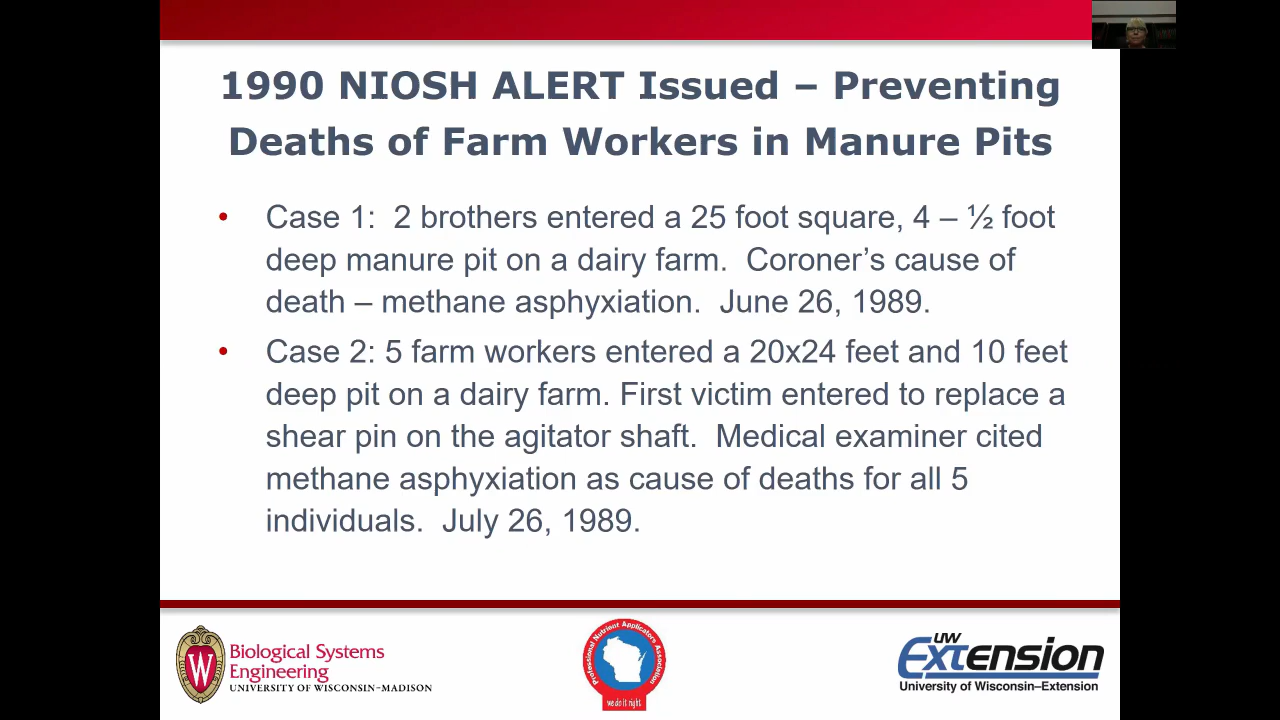 1990 NIOSH ALERT Issued – Preventing
Deaths of Farm Workers in Manure Pits
• Case 1:  2 brothers entered a 25 foot square, 4 – ½ foot
deep manure pit on a dairy farm.  Coroner’s cause of
death – methane asphyxiation.  June 26, 1989.
• Case 2: 5 farm workers entered a 20x24 feet and 10 feet
deep pit on a dairy farm. First victim entered to replace a
shear pin on the agitator shaft.  Medical examiner cited
methane asphyxiation as cause of deaths for all 5
individuals.  July 26, 1989.
W
Biological Systems
Engineering
UNIVERSITY OF WISCONSIN–MADISON
Professional Nutrient Applicators Association
we do it right
UW
Extension
University of Wisconsin–Extension